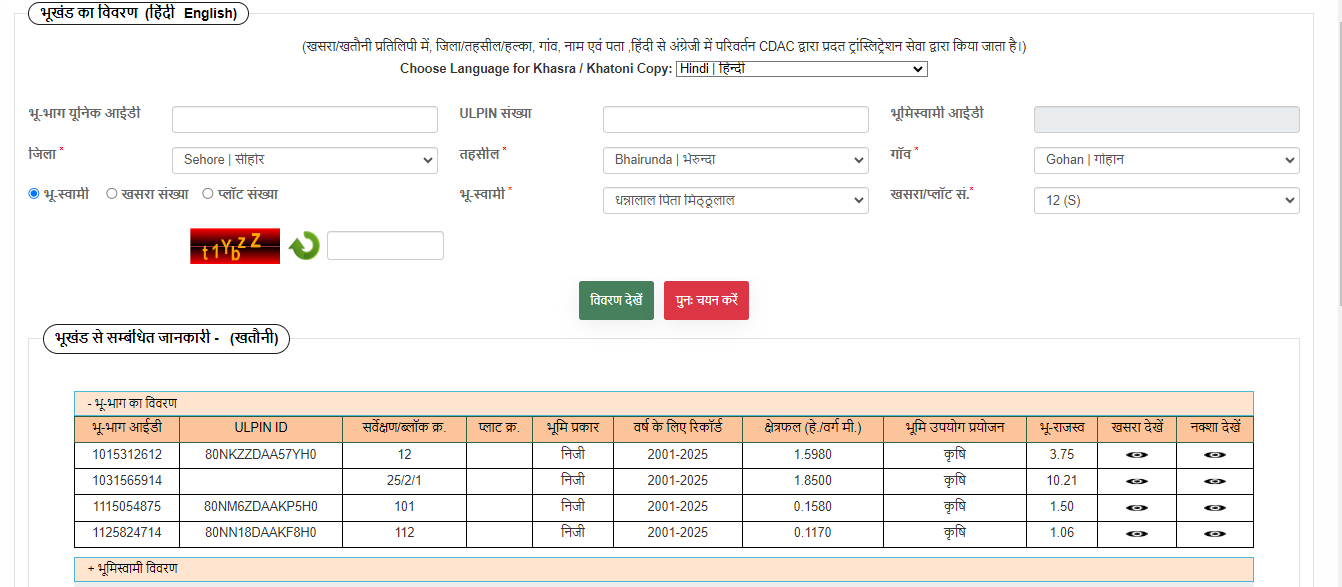 भूखंड का विवरण (हिंदी English)
(खसरा/खतौनी प्रतिलिपी में, जिला/तहसील/हल्का, गांव, नाम एवं पता ,हिंदी से अंग्रेजी में परिवर्तन CDAC द्वारा प्रदत ट्रांस्लिट्रेशन सेवा द्वारा किया जाता है।)
Choose Language for Khasra / Khatoni Copy: Hindi | हिन्दी
भू-भाग यूनिक आईडी ULPIN संख्या भूमिस्वामी आईडी
जिला * Sehore | सीहोर तहसील * Bhairunda | भेरुन्दा गाँव * Gohan | गोहान
भू-स्वामी खसरा संख्या प्लॉट संख्या भू-स्वामी * धन्नालाल पिता मिठ्ठूलाल खसरा/प्लॉट सं.* 12 (S)
t1YbzZ
विवरण देखें पुनः चयन करें
भूखंड से सम्बंधित जानकारी - (खतौनी)
- भू-भाग का विवरण
भू-भाग आईडी ULPIN ID सर्वेक्षण/ब्लॉक क्र. प्लाट क्र. भूमि प्रकार वर्ष के लिए रिकॉर्ड क्षेत्रफल (हे./वर्ग मी.) भूमि उपयोग प्रयोजन भू-राजस्व खसरा देखें नक्शा देखें
1015312612 80NKZZDAA57YH0 12 निजी 2001-2025 1.5980 कृषि 3.75
1031565914 25/2/1 निजी 2001-2025 1.8500 कृषि 10.21
1115054875 80NM6ZDAAKP5H0 101 निजी 2001-2025 0.1580 कृषि 1.50
1125824714 80NN18DAAKF8H0 112 निजी 2001-2025 0.1170 कृषि 1.06
+ भूमिस्वामी विवरण